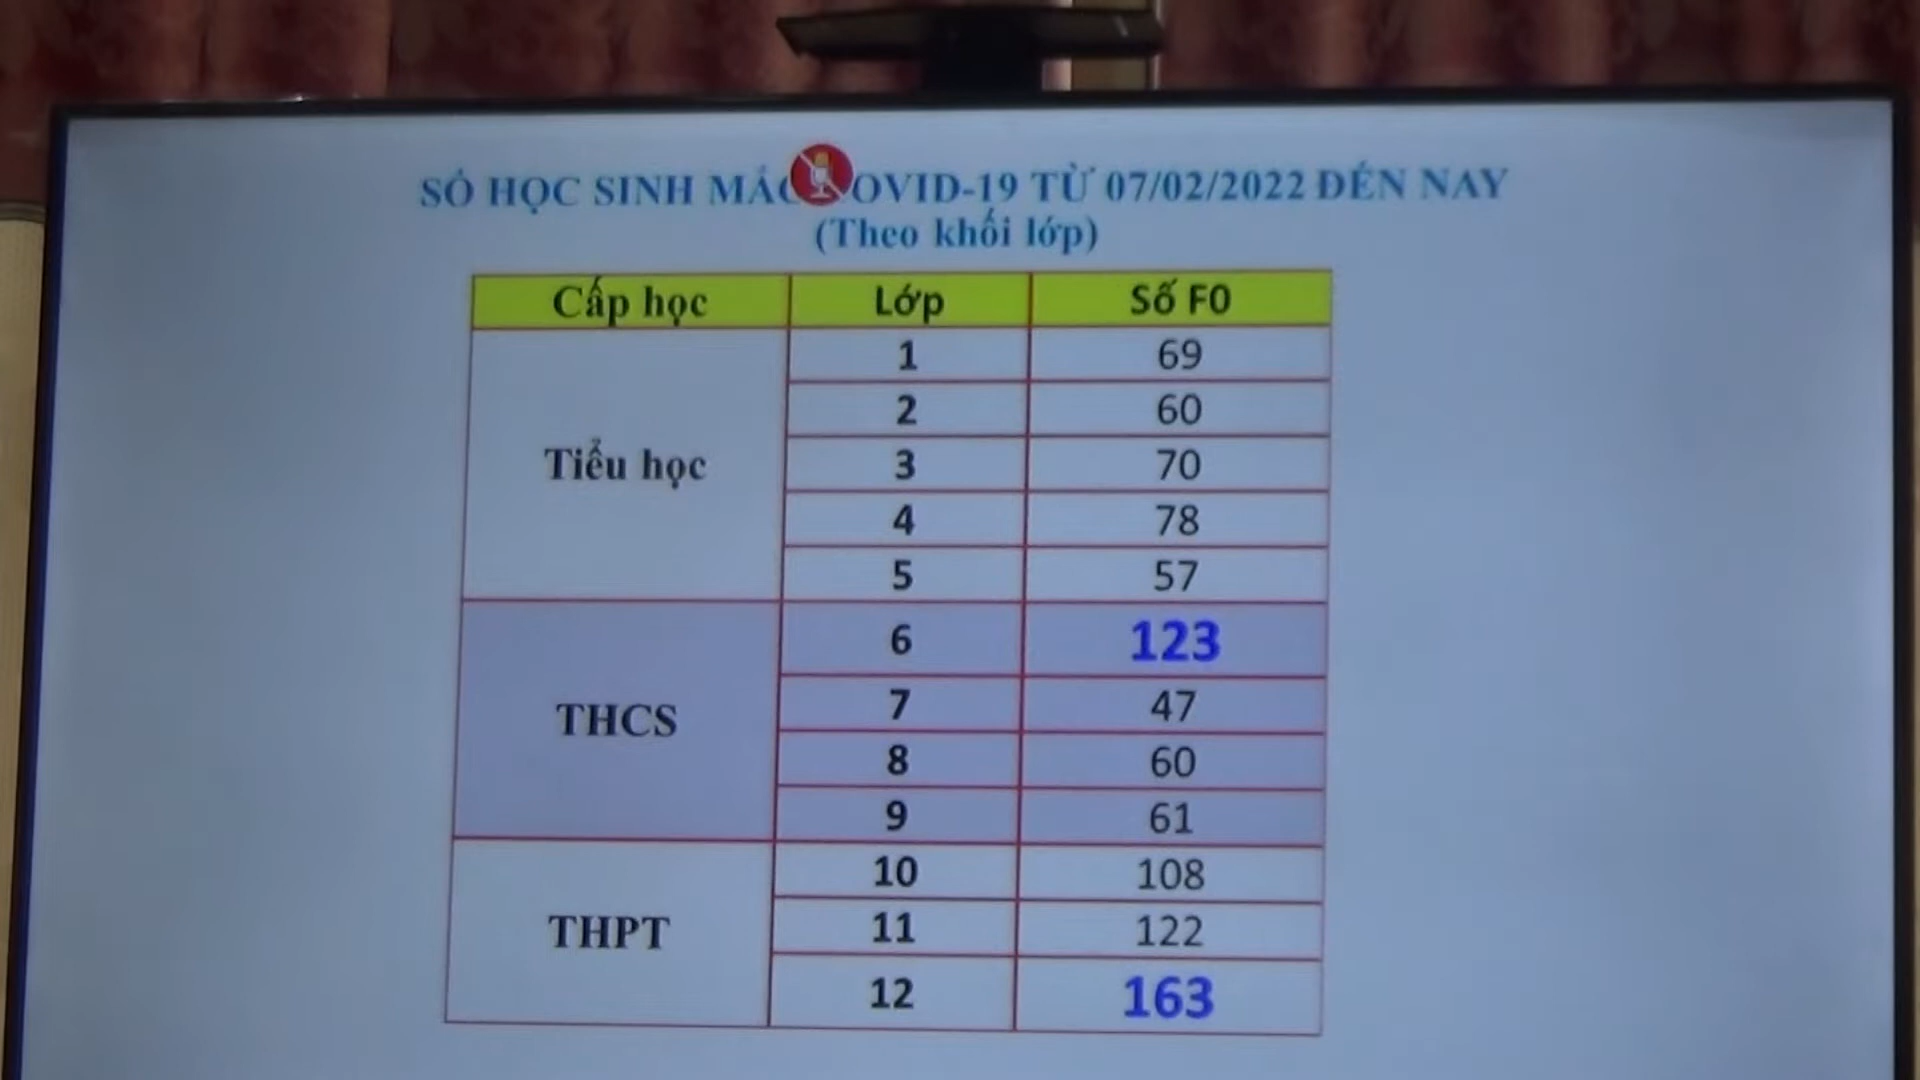 SỐ HỌC SINH MẮC OVID-19 TỪ 07/02/2022 ĐẾN NAY
(Theo khối lớp)
Cấp học Lớp Số F0
Tiểu học
1 69
2 60
3 70
4 78
5 57
THCS
6 123
7 47
8 60
9 61
THPT
10 108
11 122
12 163